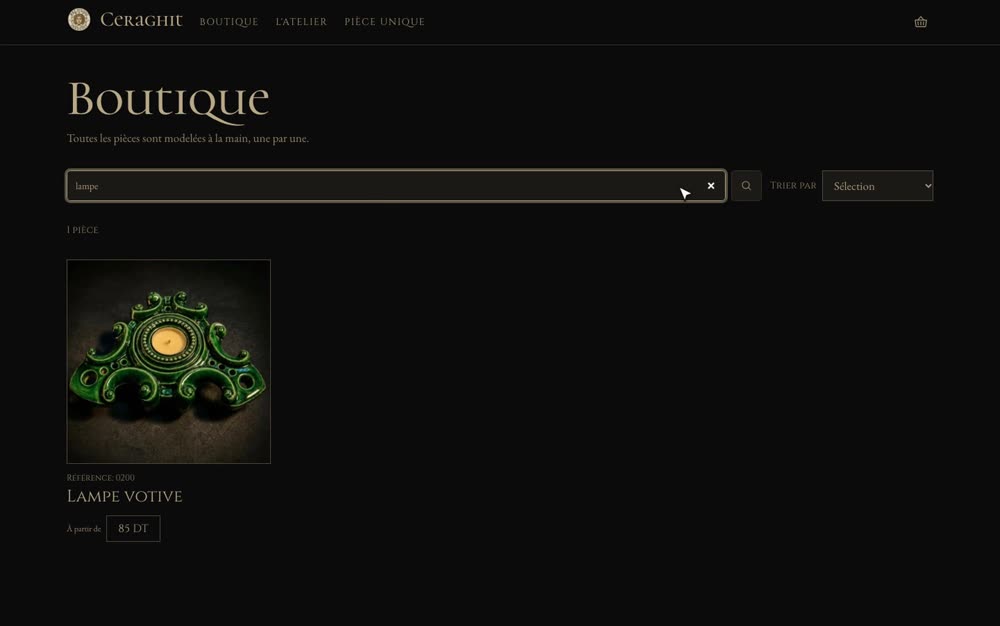 Ceraghit
BOUTIQUE L'ATELIER PIÈCE UNIQUE
Boutique
Toutes les pièces sont modelées à la main, une par une.
lampe
Trier par
Sélection
1 pièce
Référence: 0200
Lampe votive
À partir de 85 DT